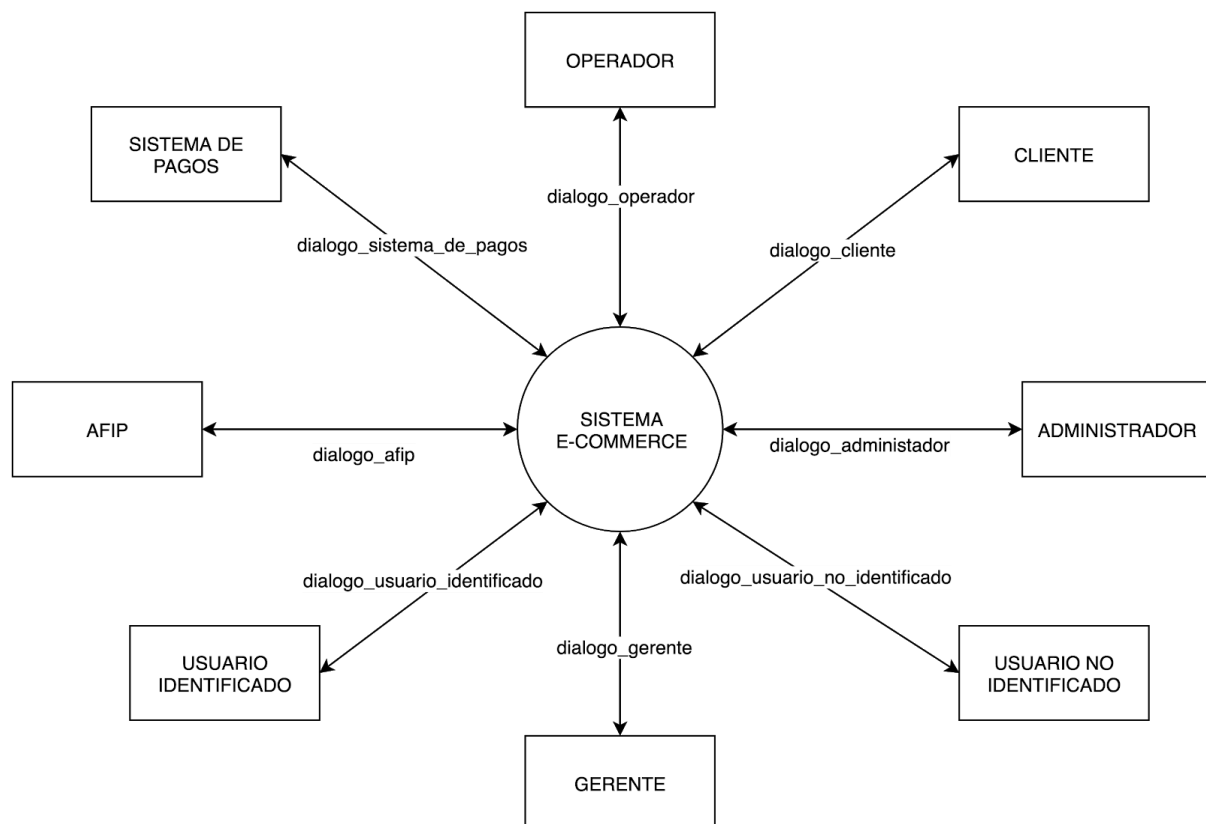 OPERADOR
SISTEMA DE
PAGOS
CLIENTE
dialogo_operador
dialogo_sistema_de_pagos
dialogo_cliente
AFIP
SISTEMA
E-COMMERCE
ADMINISTRADOR
dialogo_afip
dialogo_administador
dialogo_usuario_identificado
dialogo_usuario_no_identificado
USUARIO
IDENTIFICADO
dialogo_gerente
USUARIO NO
IDENTIFICADO
GERENTE